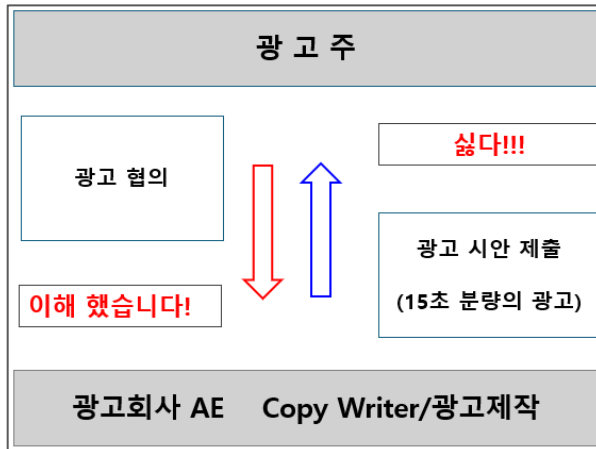 광 고 주
광고 협의
싫다!!!
광고 시안 제출
(15초 분량의 광고)
이해 했습니다!
광고회사 AE Copy Writer/광고제작